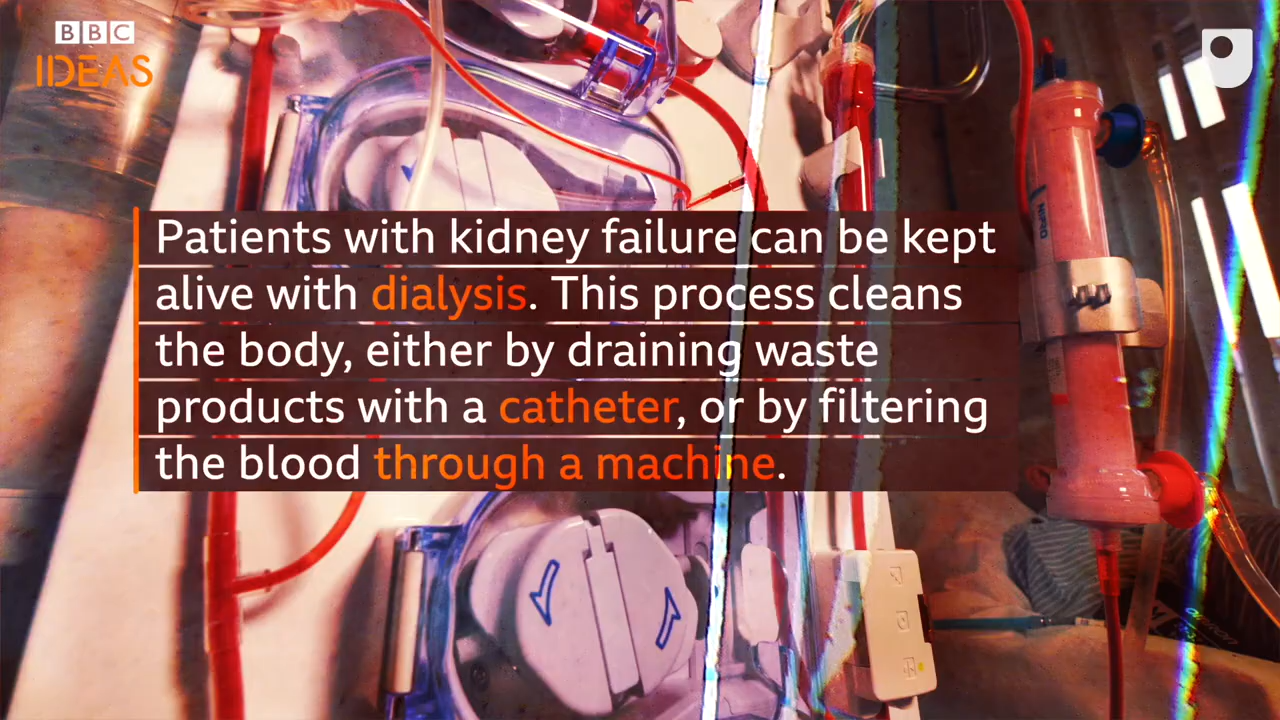 BBC
IDEAS
Patients with kidney failure can be kept
alive with dialysis. This process cleans
the body, either by draining waste
products with a catheter, or by filtering
the blood through a machine.
NIPRO